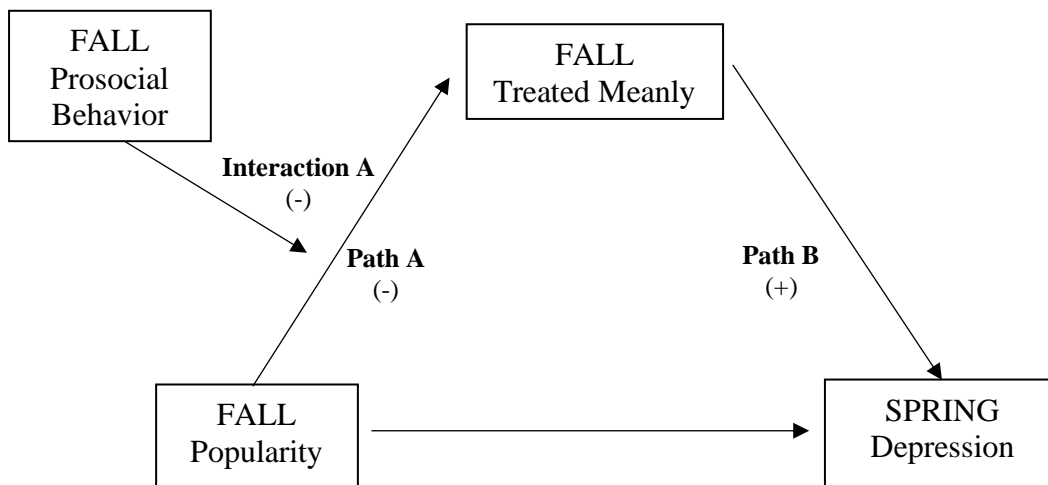 FALL
Prosocial
Behavior
FALL
Treated Meanly
Interaction A
(-)
Path A
(-)
Path B
(+)
FALL
Popularity
SPRING
Depression